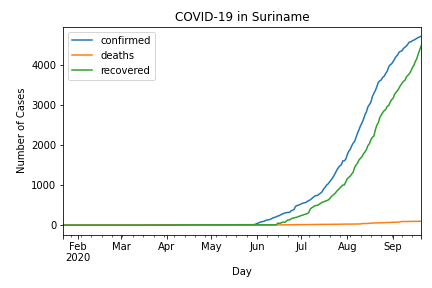 COVID-19 in Suriname
confirmed
deaths
recovered
Number of Cases
4000
3000
2000
1000
0
Feb Mar Apr May Jun Jul Aug Sep
2020
Day